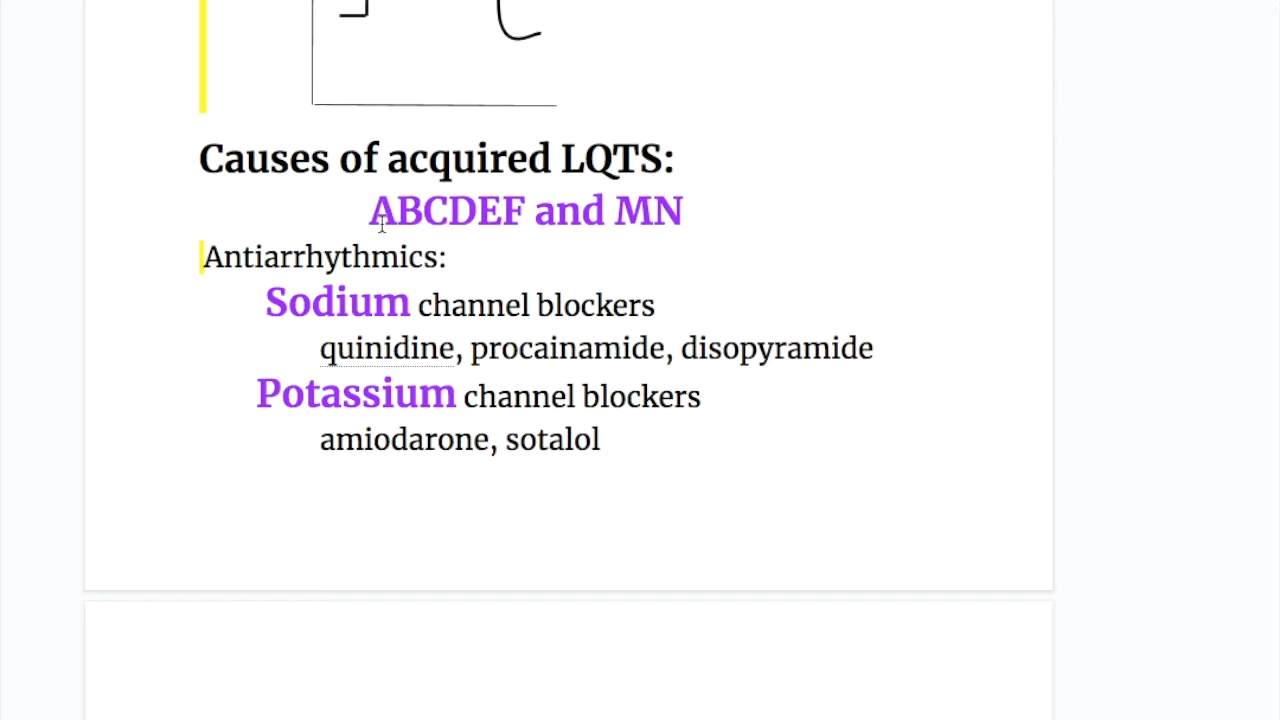 Causes of acquired LQTS:
ABCDEF and MN
Antiarrhythmics:
Sodium channel blockers
quinidine, procainamide, disopyramide
Potassium channel blockers
amiodarone, sotalol